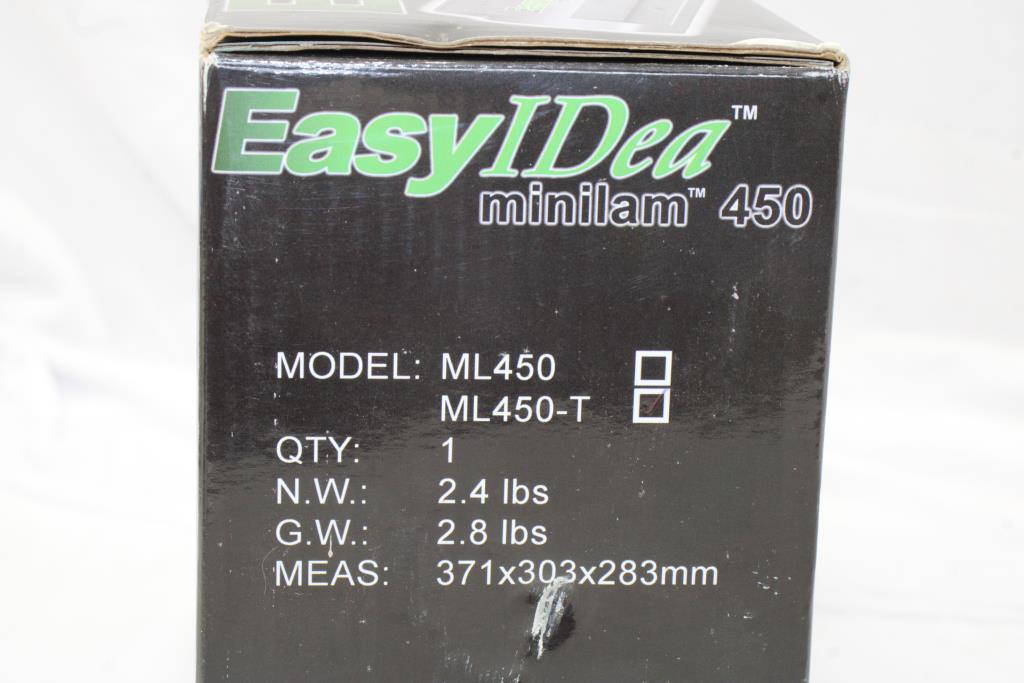 EasyIDea™
minilam™ 450
MODEL: ML450
ML450-T
QTY: 1
N.W.: 2.4 lbs
G.W.: 2.8 lbs
MEAS: 371x303x283mm